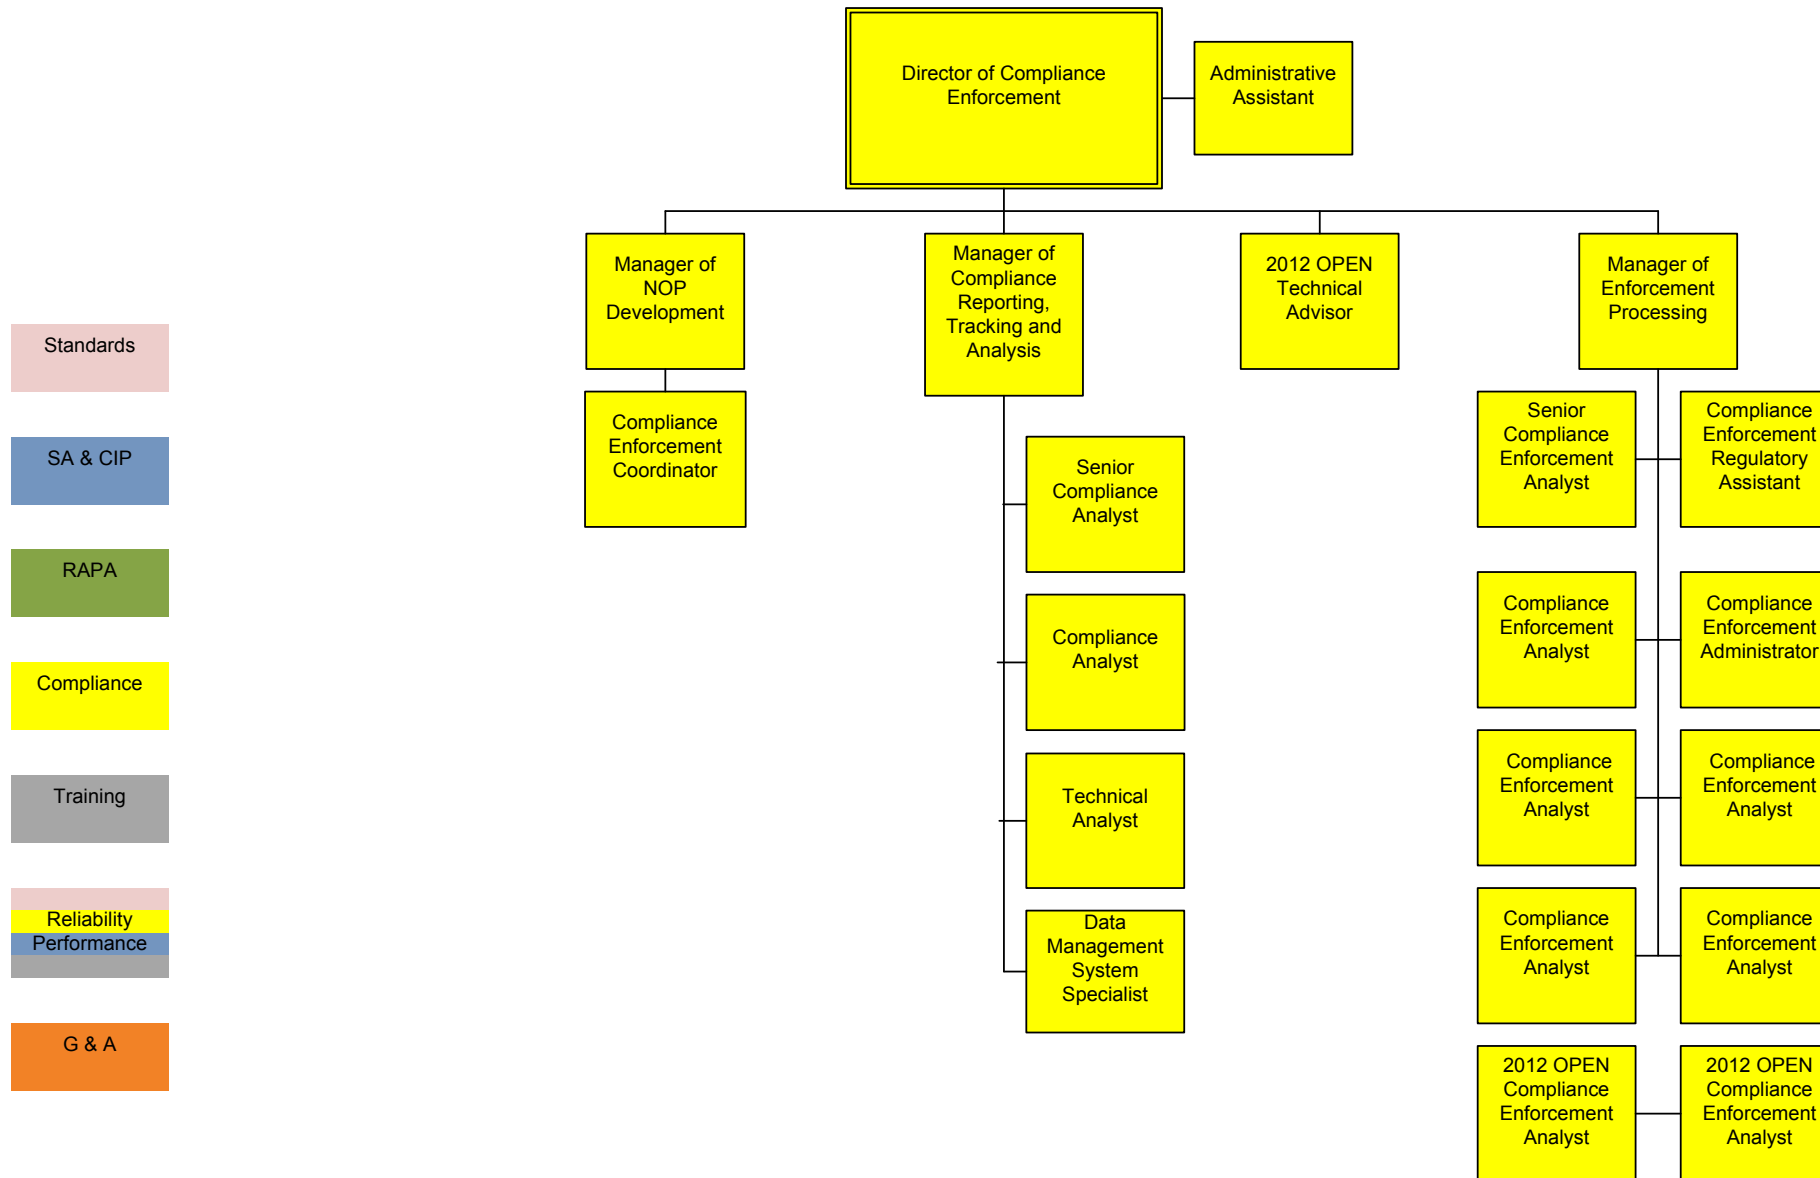 Director of Compliance
Enforcement
Administrative
Assistant
Manager of
NOP
Development
Manager of
Compliance
Reporting,
Tracking and
Analysis
2012 OPEN
Technical
Advisor
Manager of
Enforcement
Processing
Standards
SA & CIP
RAPA
Compliance
Training
Reliability
Performance
G & A
Compliance
Enforcement
Coordinator
Senior
Compliance
Analyst
Compliance
Analyst
Technical
Analyst
Data
Management
System
Specialist
Senior
Compliance
Enforcement
Analyst
Compliance
Enforcement
Regulatory
Assistant
Compliance
Enforcement
Analyst
Compliance
Enforcement
Administrator
Compliance
Enforcement
Analyst
Compliance
Enforcement
Analyst
Compliance
Enforcement
Analyst
Compliance
Enforcement
Analyst
2012 OPEN
Compliance
Enforcement
Analyst
2012 OPEN
Compliance
Enforcement
Analyst